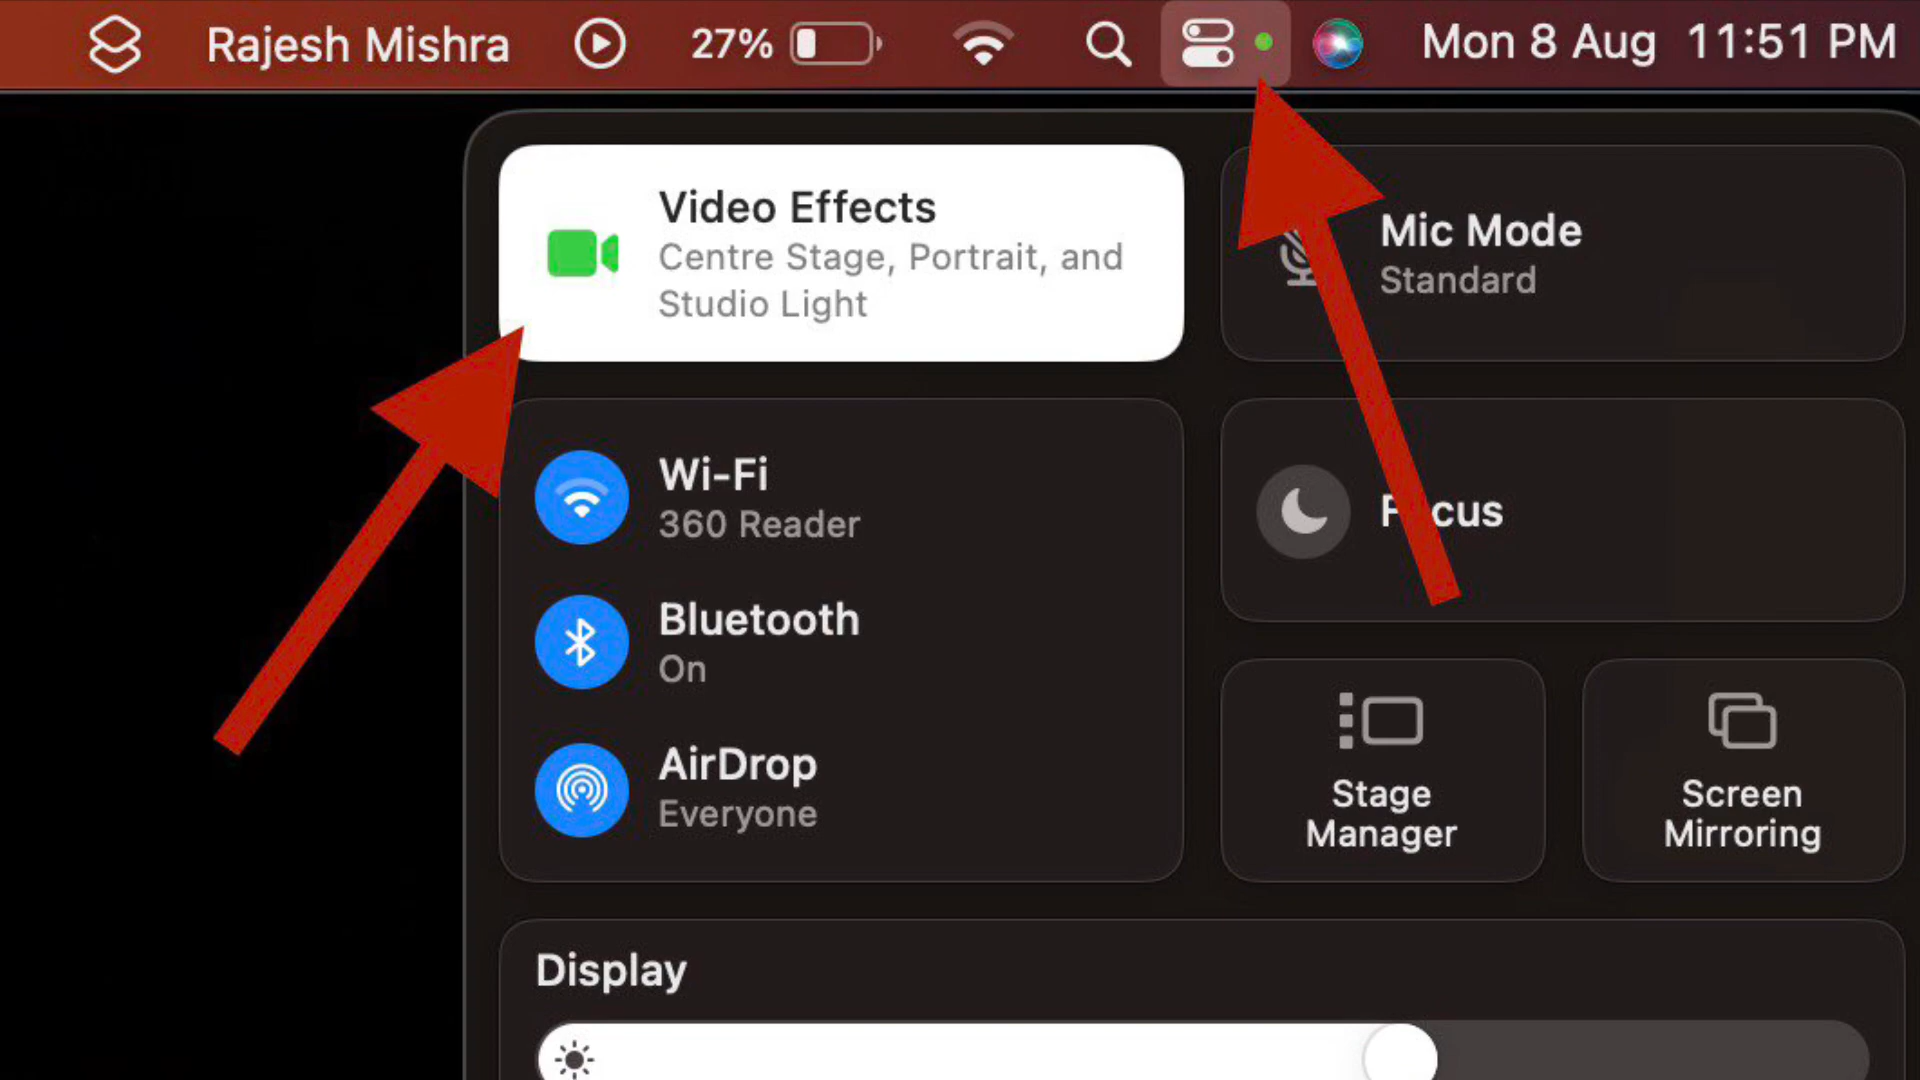 Rajesh Mishra 27% Mon 8 Aug 11:51 PM
Video Effects
Centre Stage, Portrait, and
Studio Light
Mic Mode
Standard
Wi-Fi
360 Reader
Bluetooth
On
AirDrop
Everyone
Focus
Stage
Manager
Screen
Mirroring
Display